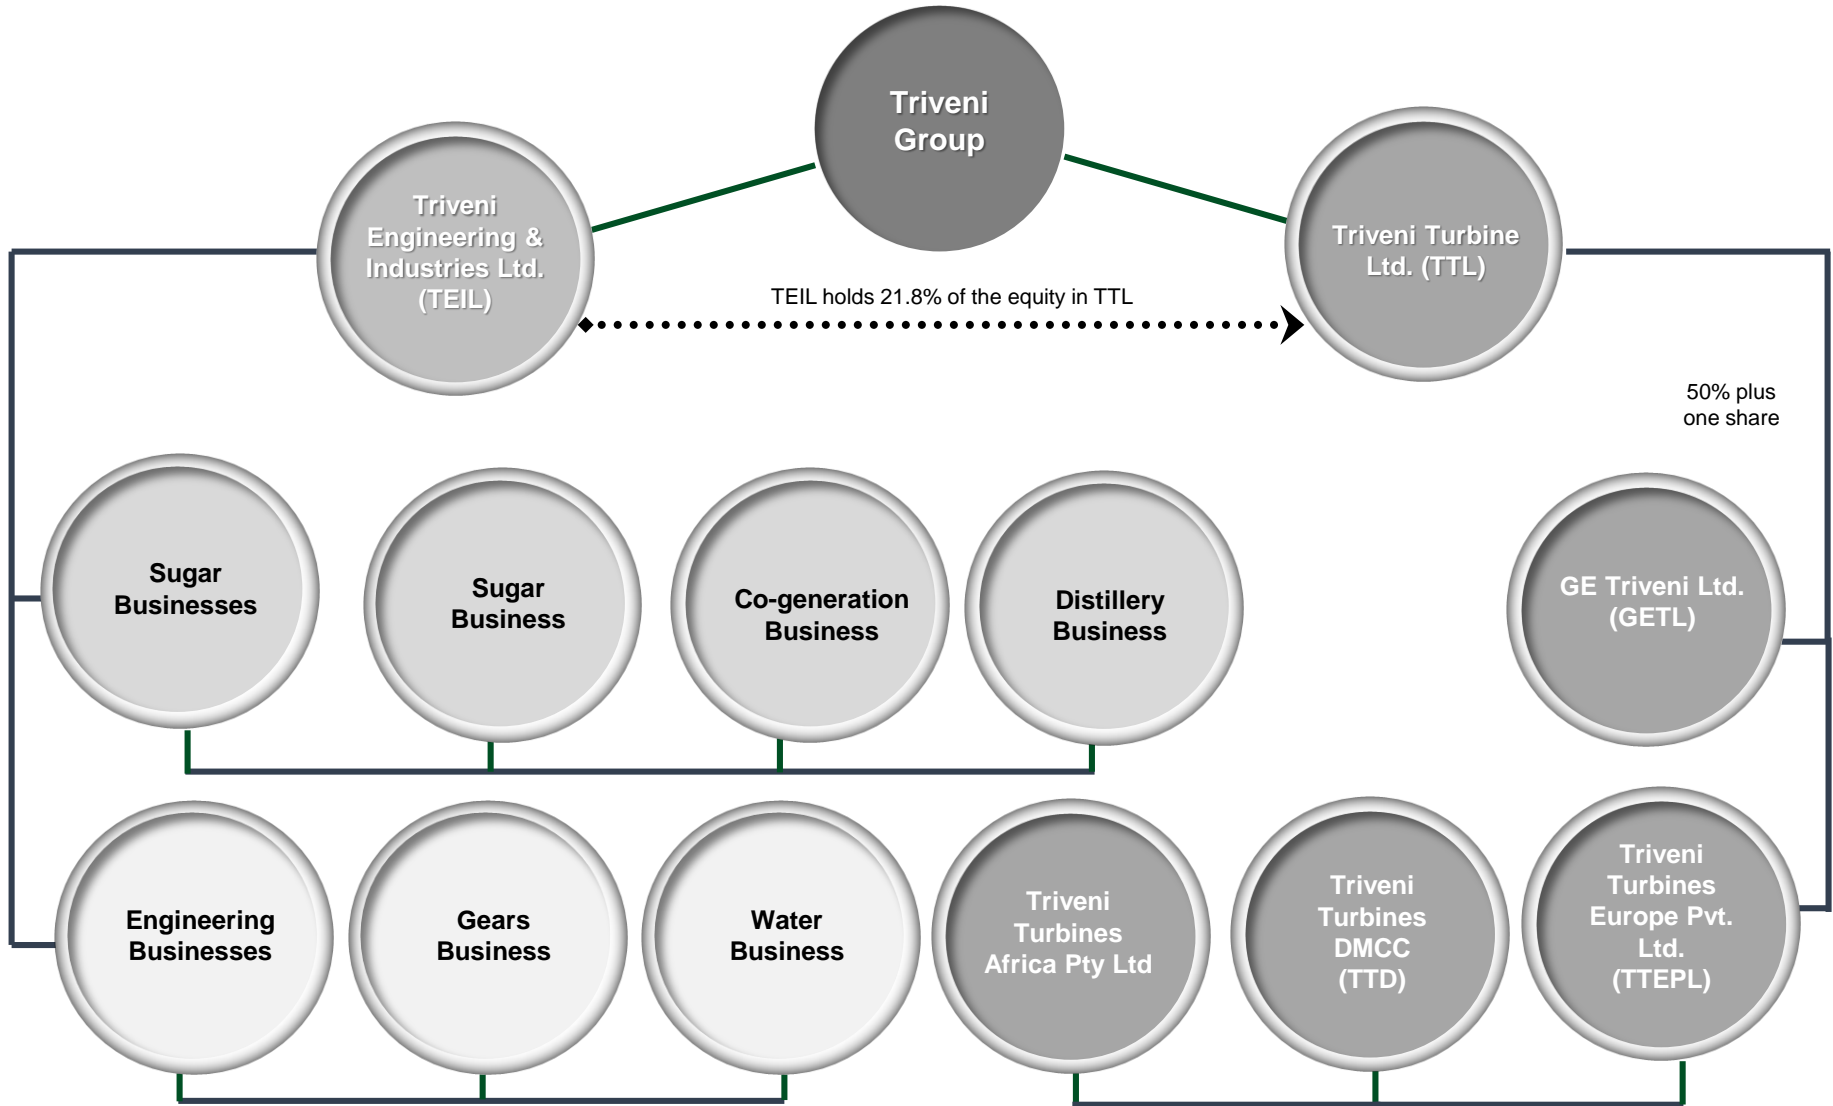 Triveni
Group
Triveni
Engineering &
Industries Ltd.
(TEIL)
Triveni Turbine
Ltd. (TTL)
TEIL holds 21.8% of the equity in TTL
50% plus
one share
Sugar
Businesses
Sugar
Business
Co-generation
Business
Distillery
Business
GE Triveni Ltd.
(GETL)
Engineering
Businesses
Gears
Business
Water
Business
Triveni
Turbines
Africa Pty Ltd
Triveni
Turbines
DMCC
(TTD)
Triveni
Turbines
Europe Pvt.
Ltd.
(TTEPL)